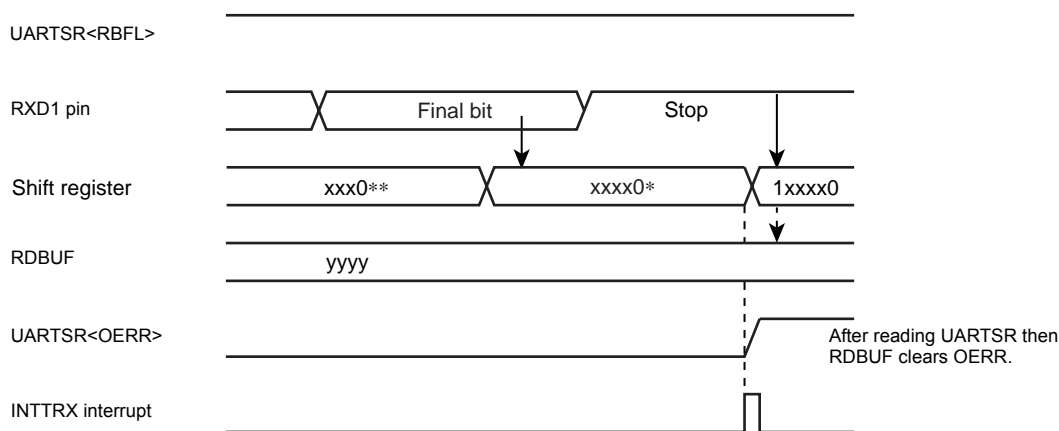 UARTSR<RBFL>
RXD1 pin
Final bit
Stop
Shift register
xxx0**
xxxx0*
1xxxx0
RDBUF
yyyy
UARTSR<OERR>
After reading UARTSR then
RDBUF clears OERR.
INTTRX interrupt